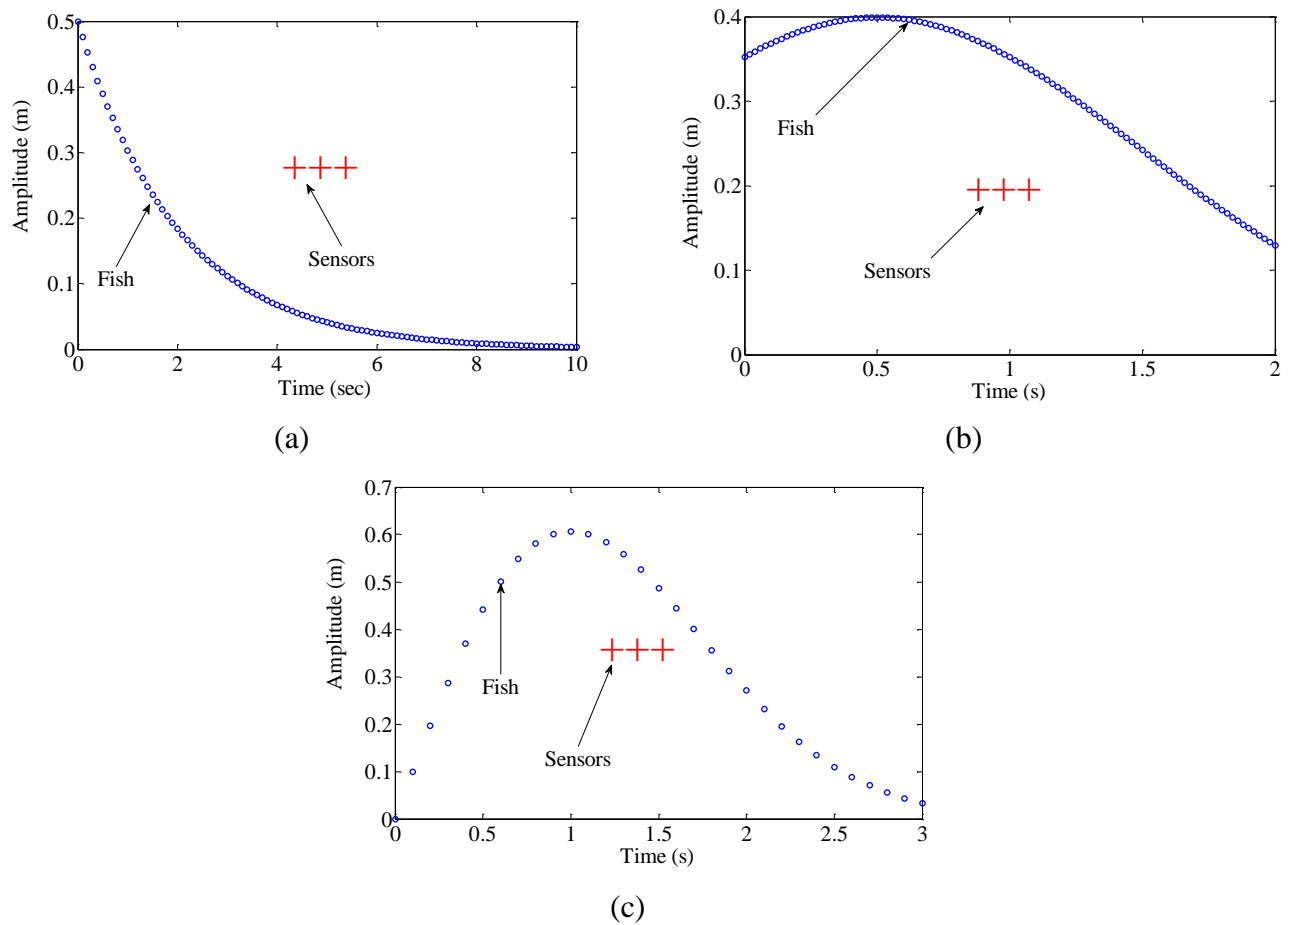 0.5
0.4
0.3
0.2
0.1
0
Amplitude (m)
Fish
Sensors
0 2 4 6 8 10
Time (sec)
(a)
0.4
0.3
0.2
0.1
0
Amplitude (m)
Fish
Sensors
0 0.5 1 1.5 2
Time (s)
(b)
0.7
0.6
0.5
0.4
0.3
0.2
0.1
0
Amplitude (m)
Fish
Sensors
0 0.5 1 1.5 2 2.5 3
Time (s)
(c)